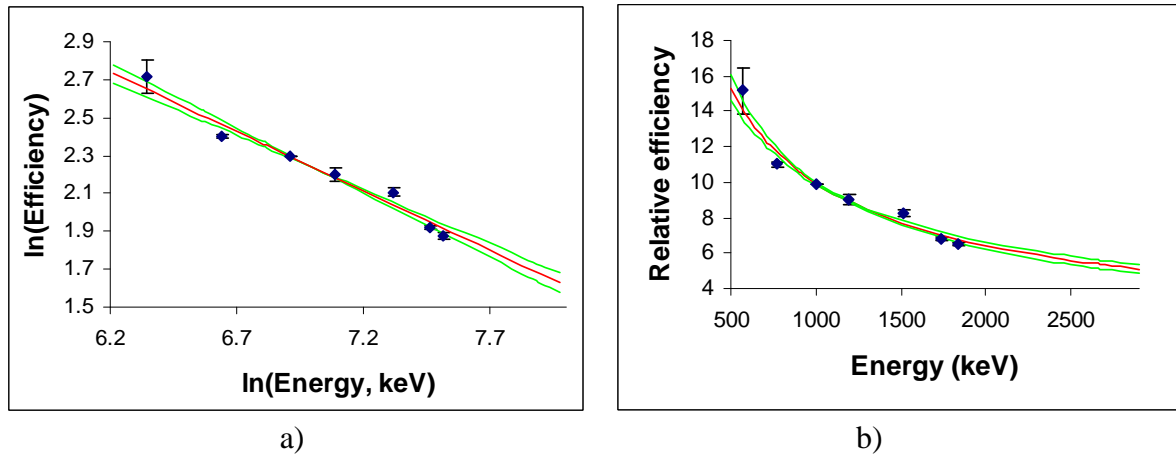 2.9
2.7
2.5
2.3
2.1
1.9
1.7
1.5
6.2 6.7 7.2 7.7
ln(Efficiency)
ln(Energy, keV)
a)
18
16
14
12
10
8
6
4
500 1000 1500 2000 2500
Relative efficiency
Energy (keV)
b)